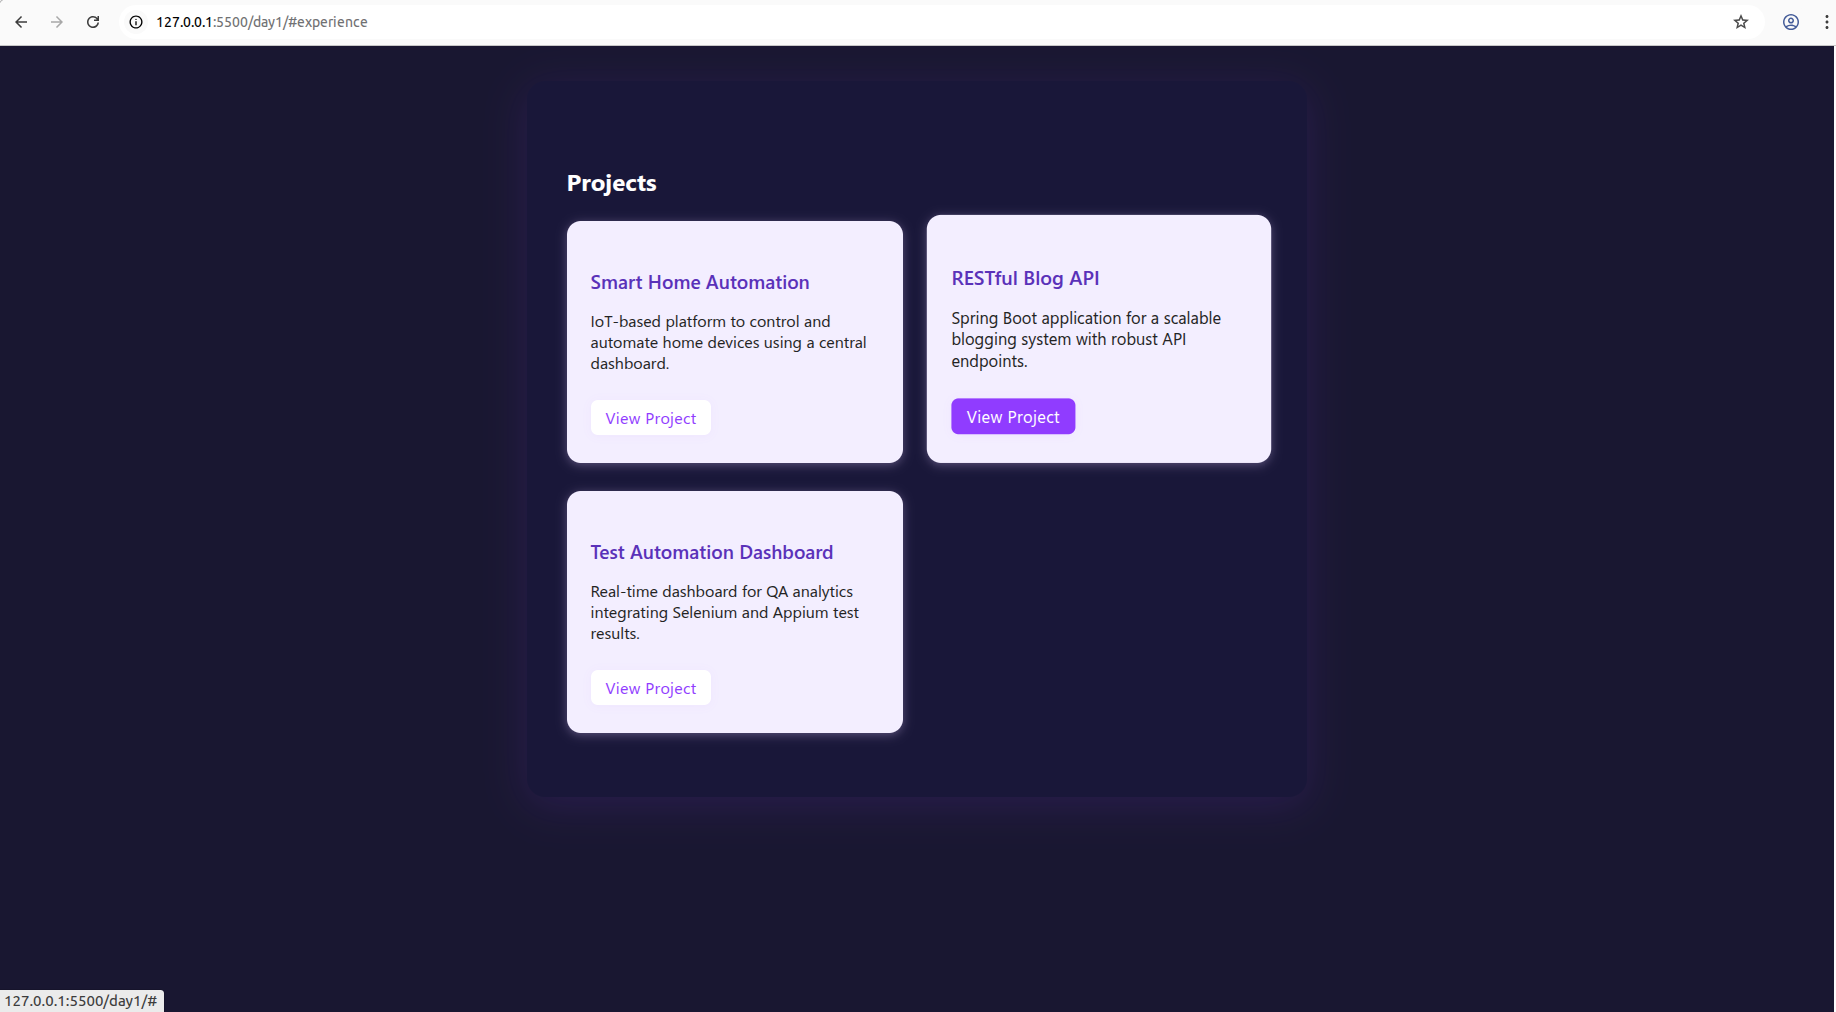 127.0.0.1:5500/day1/#experience
Projects
Smart Home Automation
IoT-based platform to control and
automate home devices using a central
dashboard.
View Project
RESTful Blog API
Spring Boot application for a scalable
blogging system with robust API
endpoints.
View Project
Test Automation Dashboard
Real-time dashboard for QA analytics
integrating Selenium and Appium test
results.
View Project
127.0.0.1:5500/day1/#